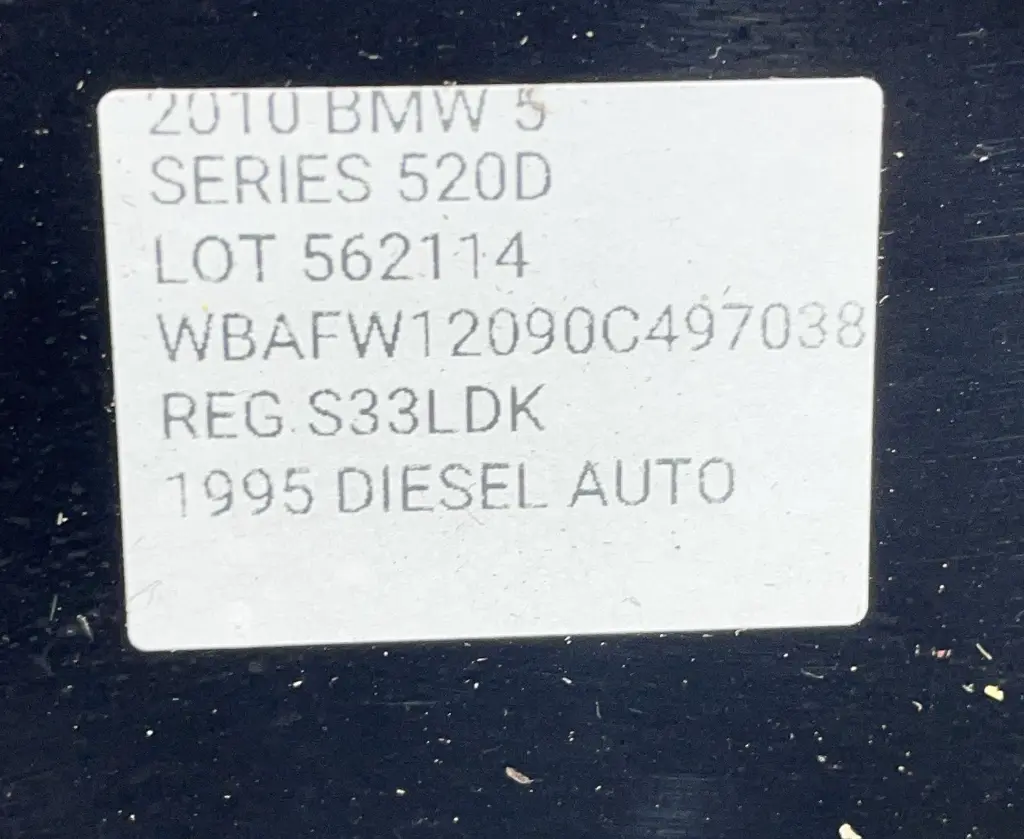 2010 BMW 5
SERIES 520D
LOT 562114
WBAFW12090C497038
REG S33LDK
1995 DIESEL AUTO